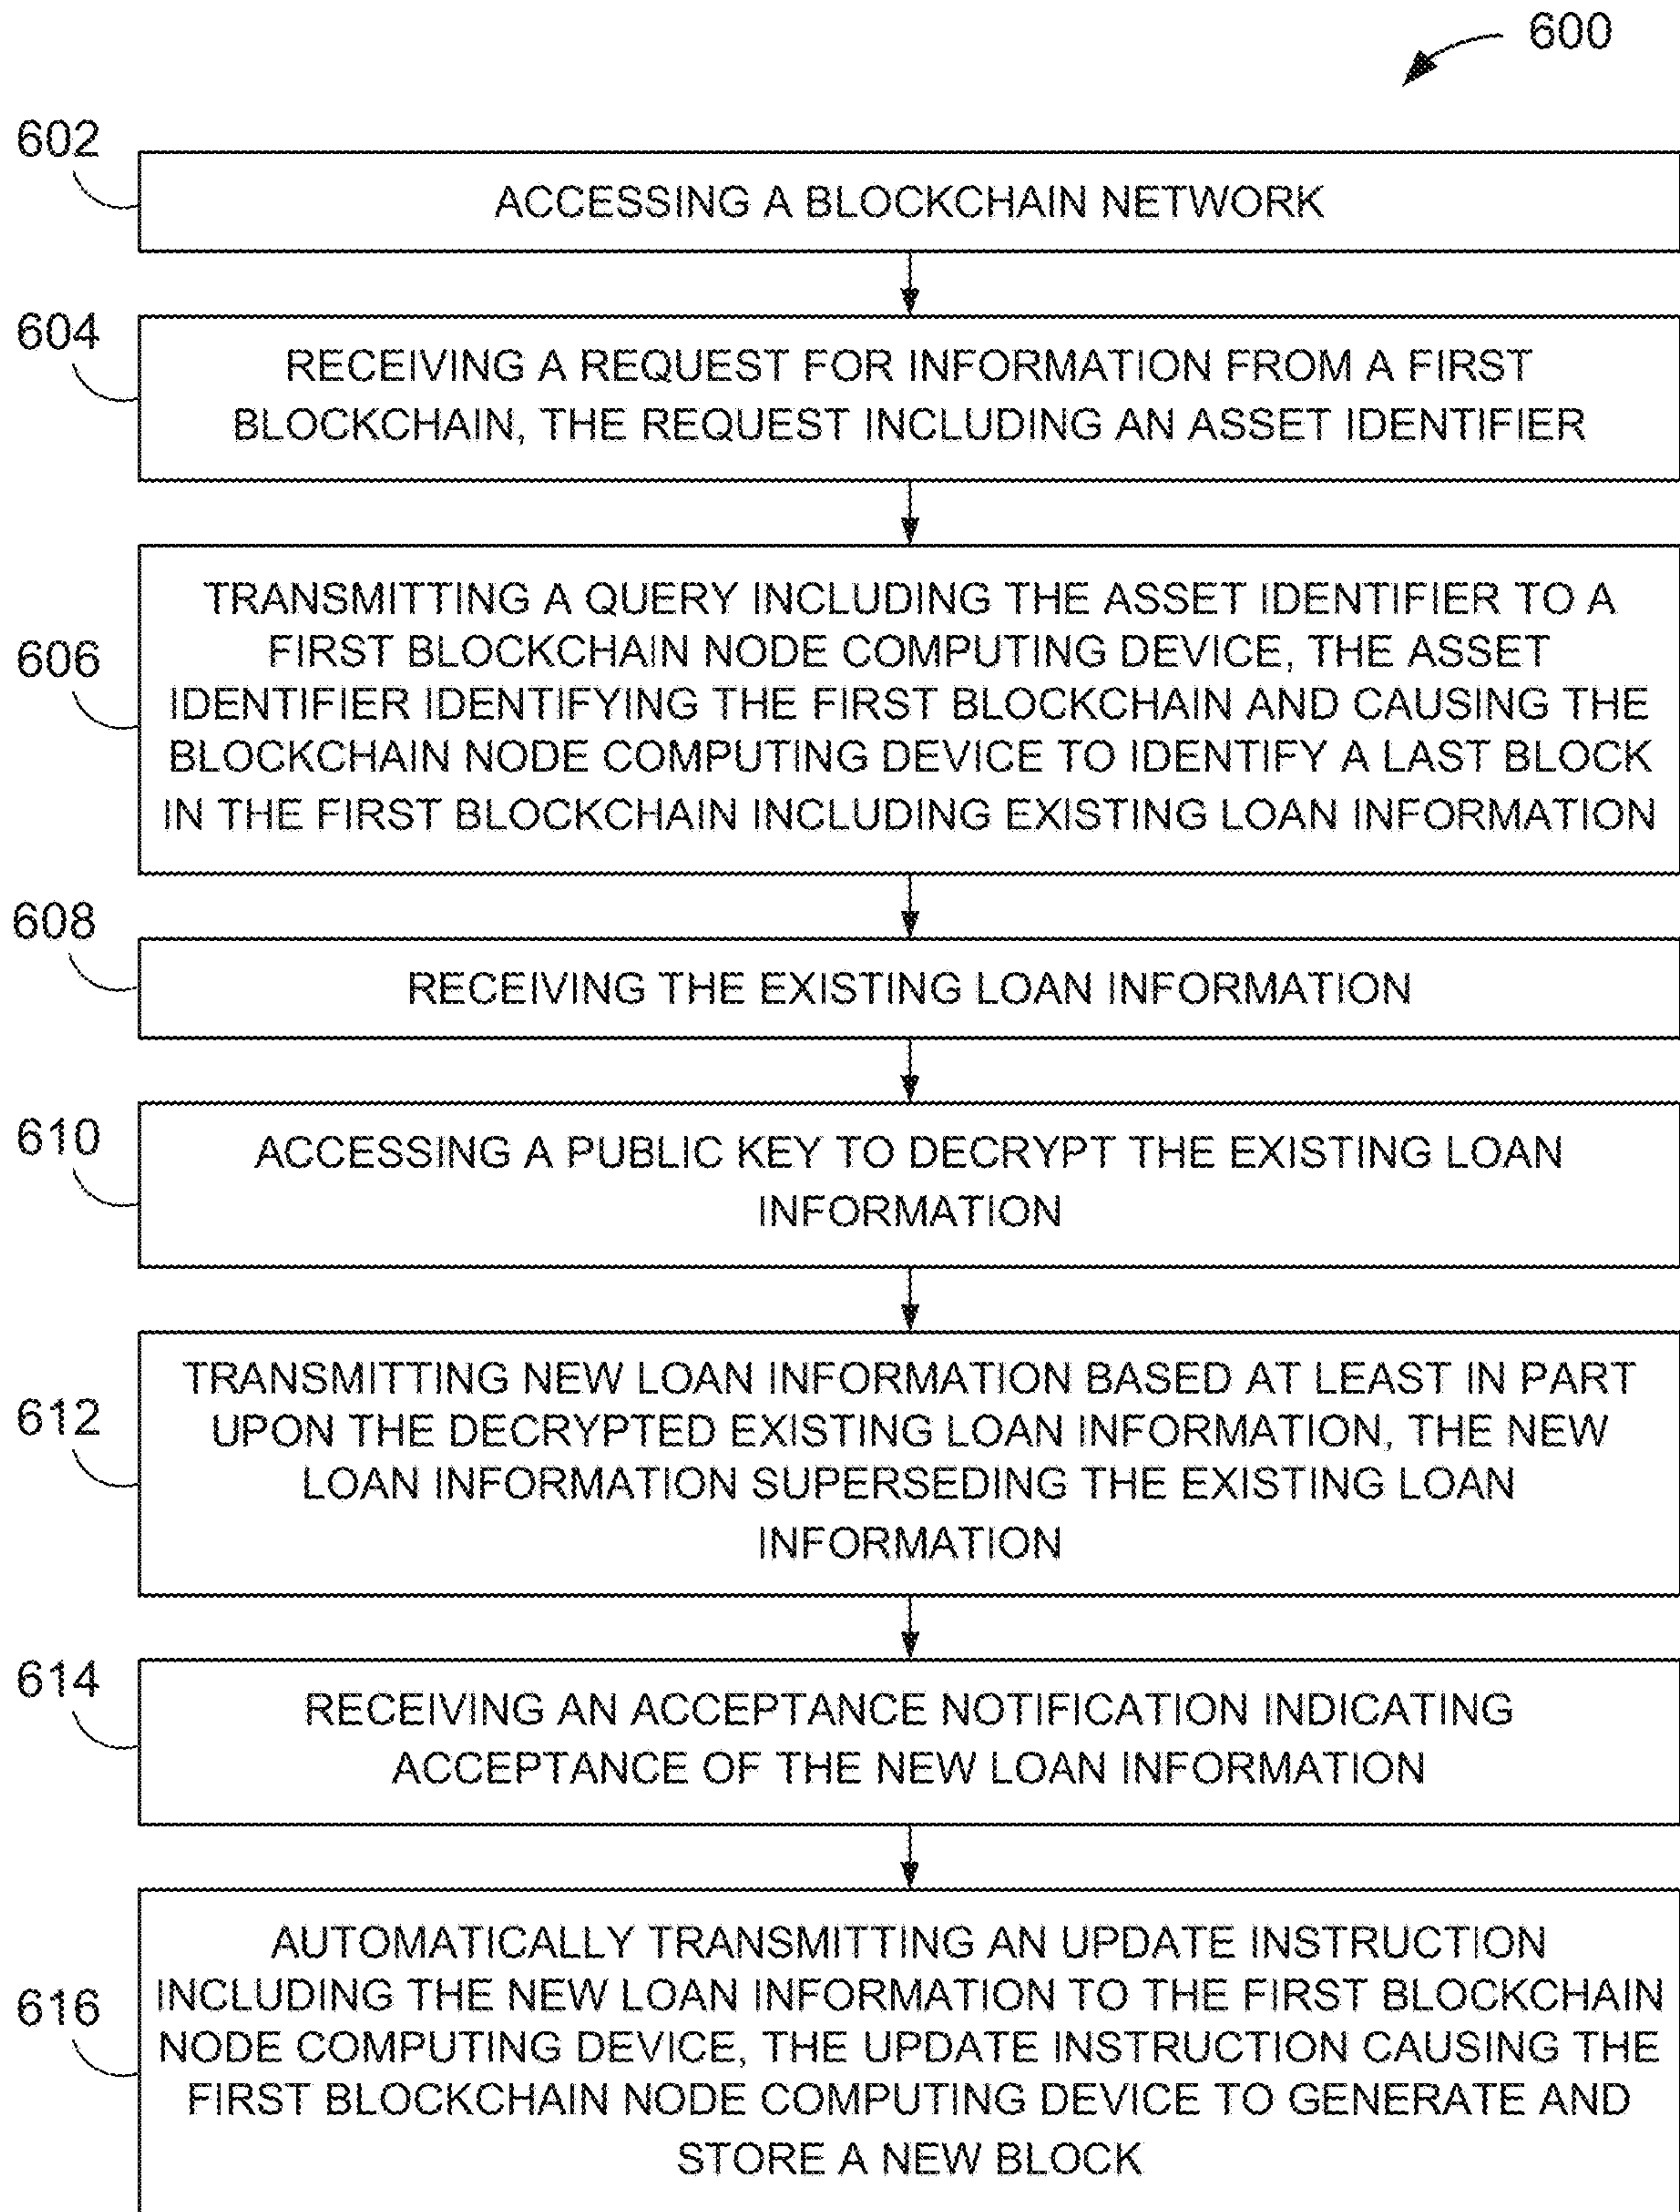 600
602
ACCESSING A BLOCKCHAIN NETWORK
604
RECEIVING A REQUEST FOR INFORMATION FROM A FIRST
BLOCKCHAIN, THE REQUEST INCLUDING AN ASSET IDENTIFIER
606
TRANSMITTING A QUERY INCLUDING THE ASSET IDENTIFIER TO A
FIRST BLOCKCHAIN NODE COMPUTING DEVICE, THE ASSET
IDENTIFIER IDENTIFYING THE FIRST BLOCKCHAIN AND CAUSING THE
BLOCKCHAIN NODE COMPUTING DEVICE TO IDENTIFY A LAST BLOCK
IN THE FIRST BLOCKCHAIN INCLUDING EXISTING LOAN INFORMATION
608
RECEIVING THE EXISTING LOAN INFORMATION
610
ACCESSING A PUBLIC KEY TO DECRYPT THE EXISTING LOAN
INFORMATION
612
TRANSMITTING NEW LOAN INFORMATION BASED AT LEAST IN PART
UPON THE DECRYPTED EXISTING LOAN INFORMATION, THE NEW
LOAN INFORMATION SUPERSEDING THE EXISTING LOAN
INFORMATION
614
RECEIVING AN ACCEPTANCE NOTIFICATION INDICATING
ACCEPTANCE OF THE NEW LOAN INFORMATION
616
AUTOMATICALLY TRANSMITTING AN UPDATE INSTRUCTION
INCLUDING THE NEW LOAN INFORMATION TO THE FIRST BLOCKCHAIN
NODE COMPUTING DEVICE, THE UPDATE INSTRUCTION CAUSING THE
FIRST BLOCKCHAIN NODE COMPUTING DEVICE TO GENERATE AND
STORE A NEW BLOCK